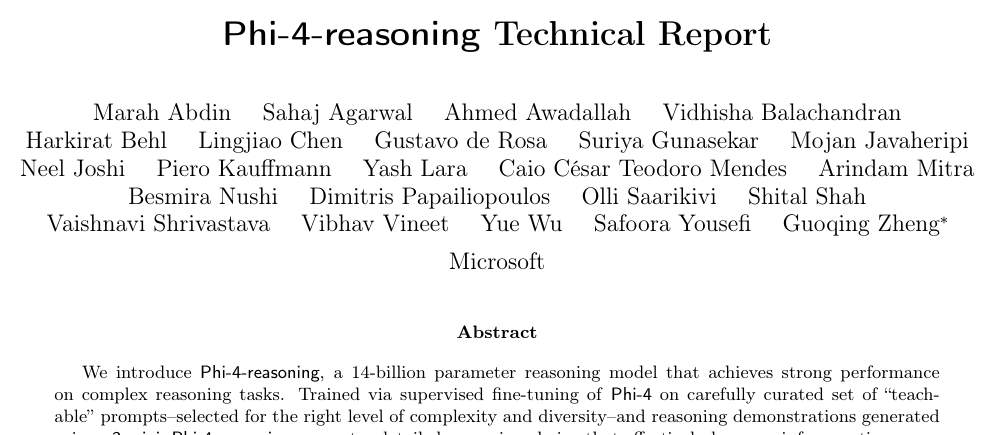 Phi-4-reasoning Technical Report
Marah Abdin Sahaj Agarwal Ahmed Awadallah Vidhisha Balachandran
Harkirat Behl Lingjiao Chen Gustavo de Rosa Suriya Gunasekar Mojan Javaheripi
Neel Joshi Piero Kauffmann Yash Lara Caio César Teodoro Mendes Arindam Mitra
Besmira Nushi Dimitris Papailiopoulos Olli Saarikivi Shital Shah
Vaishnavi Shrivastava Vibhav Vineet Yue Wu Safoora Yousefi Guoqing Zheng*
Microsoft
Abstract
We introduce Phi-4-reasoning, a 14-billion parameter reasoning model that achieves strong performance
on complex reasoning tasks. Trained via supervised fine-tuning of Phi-4 on carefully curated set of “teach-
able” prompts–selected for the right level of complexity and diversity–and reasoning demonstrations generated